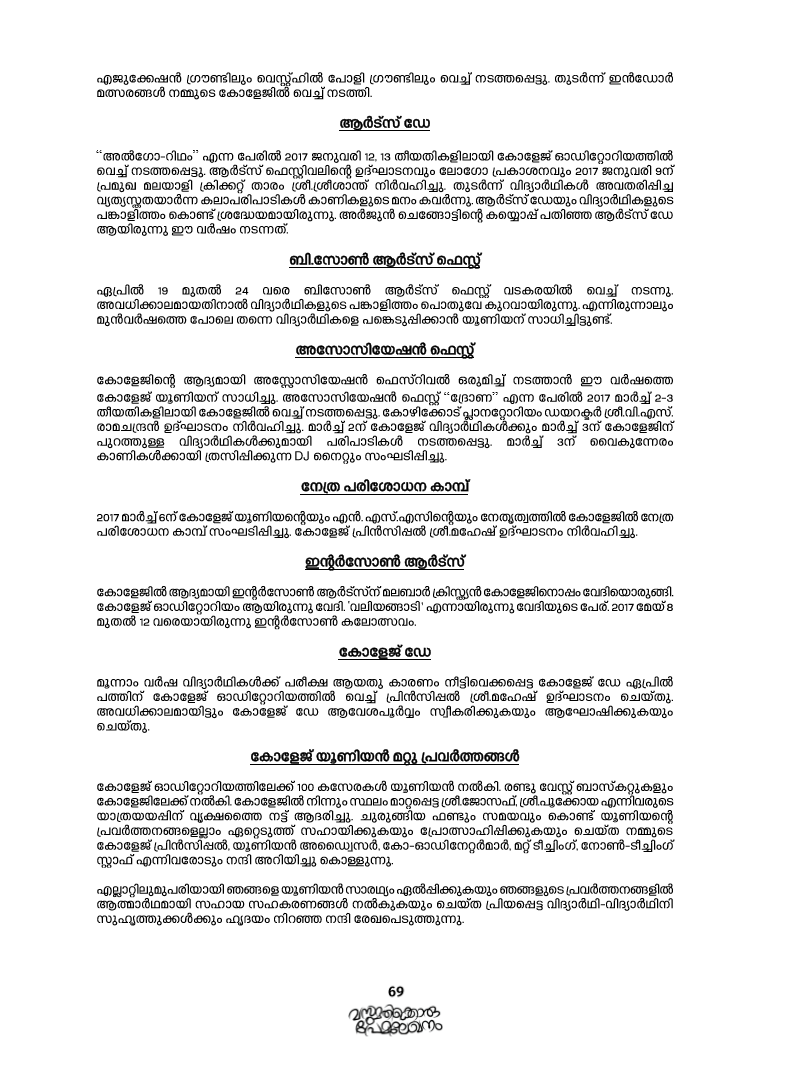 എജുക്കേഷൻ ഗ്രൗണ്ടിലും വെസ്റ്റ്ഹിൽ പോളി ഗ്രൗണ്ടിലും വെച്ച് നടത്തപ്പെട്ടു. തുടർന്ന് ഇൻഡോർ
മത്സരങ്ങൾ നമ്മുടെ കോളേജിൽ വെച്ച് നടത്തി.
ആർട്സ് ഡേ
“അൽഗോ-റിഥം” എന്ന പേരിൽ 2017 ജനുവരി 12, 13 തീയതികളിലായി കോളേജ് ഓഡിറ്റോറിയത്തിൽ
വെച്ച് നടത്തപ്പെട്ടു. ആർട്സ് ഫെസ്റ്റിവലിന്റെ ഉദ്ഘാടനവും ലോഗോ പ്രകാശനവും 2017 ജനുവരി 9ന്
പ്രമുഖ മലയാളി ക്രിക്കറ്റ് താരം ശ്രീ.ശ്രീശാന്ത് നിർവഹിച്ചു. തുടർന്ന് വിദ്യാർഥികൾ അവതരിപ്പിച്ച
വ്യത്യസ്തതയാർന്ന കലാപരിപാടികൾ കാണികളുടെ മനം കവർന്നു. ആർട്സ് ഡേയും വിദ്യാർഥികളുടെ
പങ്കാളിത്തം കൊണ്ട് ശ്രദ്ധേയമായിരുന്നു. അർജുൻ ചെങ്ങോട്ടിന്റെ കയ്യൊപ്പ് പതിഞ്ഞ ആർട്സ് ഡേ
ആയിരുന്നു ഈ വർഷം നടന്നത്.
ബി.സോൺ ആർട്സ് ഫെസ്റ്റ്
ഏപ്രിൽ 19 മുതൽ 24 വരെ ബിസോൺ ആർട്സ് ഫെസ്റ്റ് വടകരയിൽ വെച്ച് നടന്നു.
അവധിക്കാലമായതിനാൽ വിദ്യാർഥികളുടെ പങ്കാളിത്തം പൊതുവേ കുറവായിരുന്നു. എന്നിരുന്നാലും
മുൻവർഷത്തെ പോലെ തന്നെ വിദ്യാർഥികളെ പങ്കെടുപ്പിക്കാൻ യൂണിയന് സാധിച്ചിട്ടുണ്ട്.
അസോസിയേഷൻ ഫെസ്റ്റ്
കോളേജിന്റെ ആദ്യമായി അസ്സോസിയേഷൻ ഫെസ്റിവൽ ഒരുമിച്ച് നടത്താൻ ഈ വർഷത്തെ
കോളേജ് യൂണിയന് സാധിച്ചു. അസോസിയേഷൻ ഫെസ്റ്റ് “ദ്രോണ” എന്ന പേരിൽ 2017 മാർച്ച് 2-3
തീയതികളിലായി കോളേജിൽ വെച്ച് നടത്തപ്പെട്ടു. കോഴിക്കോട് പ്ലാനറ്റോറിയം ഡയറക്ടർ ശ്രീ.വി.എസ്.
രാമചന്ദ്രൻ ഉദ്ഘാടനം നിർവഹിച്ചു. മാർച്ച് 2ന് കോളേജ് വിദ്യാർഥികൾക്കും മാർച്ച് 3ന് കോളേജിന്
പുറത്തുള്ള വിദ്യാർഥികൾക്കുമായി പരിപാടികൾ നടത്തപ്പെട്ടു. മാർച്ച് 3ന് വൈകുന്നേരം
കാണികൾക്കായി ത്രസിപ്പിക്കുന്ന DJ നൈറ്റും സംഘടിപ്പിച്ചു.
നേത്ര പരിശോധന ക്യാമ്പ്
2017 മാർച്ച് 6ന് കോളേജ് യൂണിയന്റെയും എൻ. എസ്.എസിന്റെയും നേതൃത്വത്തിൽ കോളേജിൽ നേത്ര
പരിശോധന കാമ്പ് സംഘടിപ്പിച്ചു. കോളേജ് പ്രിൻസിപ്പൽ ശ്രീ.മഹേഷ് ഉദ്ഘാടനം നിർവഹിച്ചു.
ഇന്റർസോൺ ആർട്സ്
കോളേജിൽ ആദ്യമായി ഇന്റർസോൺ ആർട്സ്ന് മലബാർ ക്രിസ്ത്യൻ കോളേജിനൊപ്പം വേദിയൊരുങ്ങി.
കോളേജ് ഓഡിറ്റോറിയം ആയിരുന്നു വേദി. 'വലിയങ്ങാടി' എന്നായിരുന്നു വേദിയുടെ പേര്. 2017 മേയ് 8
മുതൽ 12 വരെയായിരുന്നു ഇന്റർസോൺ കലോത്സവം.
കോളേജ് ഡേ
മൂന്നാം വർഷ വിദ്യാർഥികൾക്ക് പരീക്ഷ ആയതു കാരണം നീട്ടിവെക്കപ്പെട്ട കോളേജ് ഡേ ഏപ്രിൽ
പത്തിന് കോളേജ് ഓഡിറ്റോറിയത്തിൽ വെച്ച് പ്രിൻസിപ്പൽ ശ്രീ.മഹേഷ് ഉദ്ഘാടനം ചെയ്തു.
അവധിക്കാലമായിട്ടും കോളേജ് ഡേ ആവേശപൂർവ്വം സ്വീകരിക്കുകയും ആഘോഷിക്കുകയും
ചെയ്തു.
കോളേജ് യൂണിയൻ മറ്റു പ്രവർത്തങ്ങൾ
കോളേജ് ഓഡിറ്റോറിയത്തിലേക്ക് 100 കസേരകൾ യൂണിയൻ നൽകി. രണ്ടു വേസ്റ്റ് ബാസ്കറ്റുകളും
കോളേജിലേക്ക് നൽകി. കോളേജിൽ നിന്നും സ്ഥലം മാറ്റപ്പെട്ട ശ്രീ.ജോസഫ്, ശ്രീ.പൂക്കോയ എന്നിവരുടെ
യാത്രയയപ്പിന് വൃക്ഷത്തൈ നട്ട് ആദരിച്ചു. ചുരുങ്ങിയ ഫണ്ടും സമയവും കൊണ്ട് യൂണിയന്റെ
പ്രവർത്തനങ്ങളെല്ലാം ഏറ്റെടുത്ത് സഹായിക്കുകയും പ്രോത്സാഹിപ്പിക്കുകയും ചെയ്ത നമ്മുടെ
കോളേജ് പ്രിൻസിപ്പൽ, യൂണിയൻ അഡ്വൈസർ, കോ-ഓഡിനേറ്റർമാർ, മറ്റ് ടീച്ചിംഗ്, നോൺ-ടീച്ചിംഗ്
സ്റ്റാഫ് എന്നിവരോടും നന്ദി അറിയിച്ചു കൊള്ളുന്നു.
എല്ലാറ്റിലുമുപരിയായി ഞങ്ങളെ യൂണിയൻ സാരഥ്യം ഏൽപ്പിക്കുകയും ഞങ്ങളുടെ പ്രവർത്തനങ്ങളിൽ
ആത്മാർഥമായി സഹായ സഹകരണങ്ങൾ നൽകുകയും ചെയ്ത പ്രിയപ്പെട്ട വിദ്യാർഥി-വിദ്യാർഥിനി
സുഹൃത്തുക്കൾക്കും ഹൃദയം നിറഞ്ഞ നന്ദി രേഖപെടുത്തുന്നു.
69